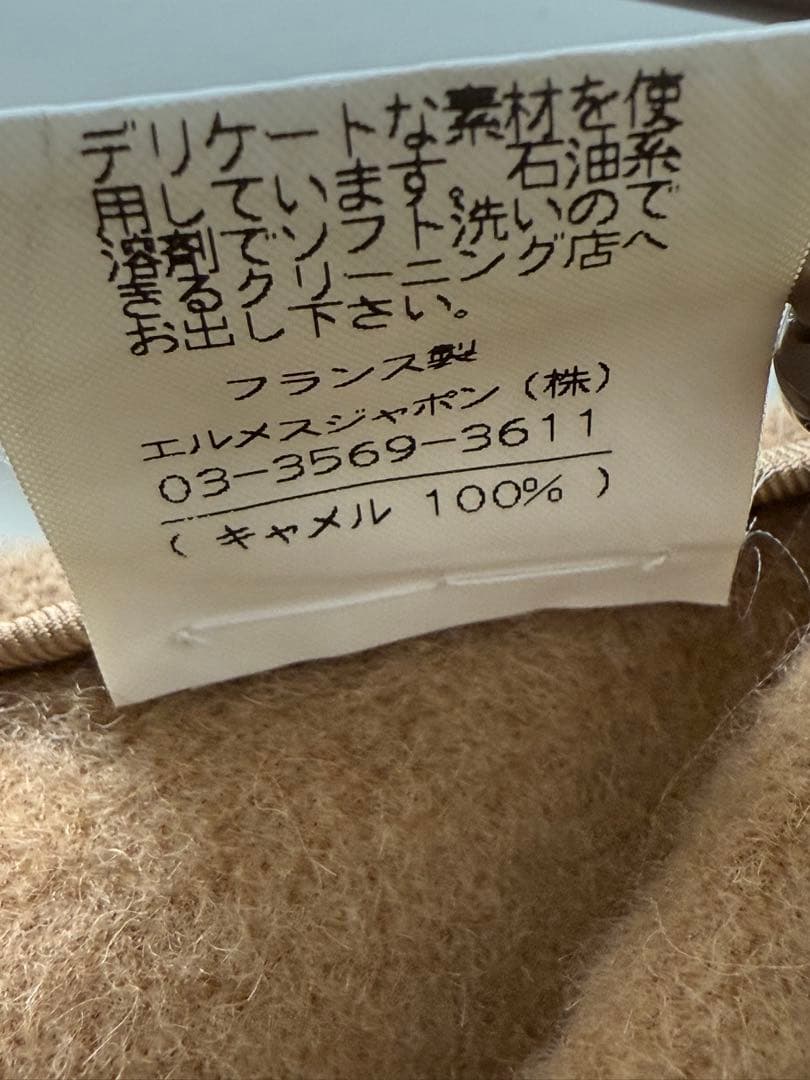 デリケートな素材を使
用しています。石油系
溶剤でソフト洗いので
きるクリーニング店へ
お出し下さい。
フランス製
エルメスジャポン（株）
03-3569-3611
（ キャメル 100% ）